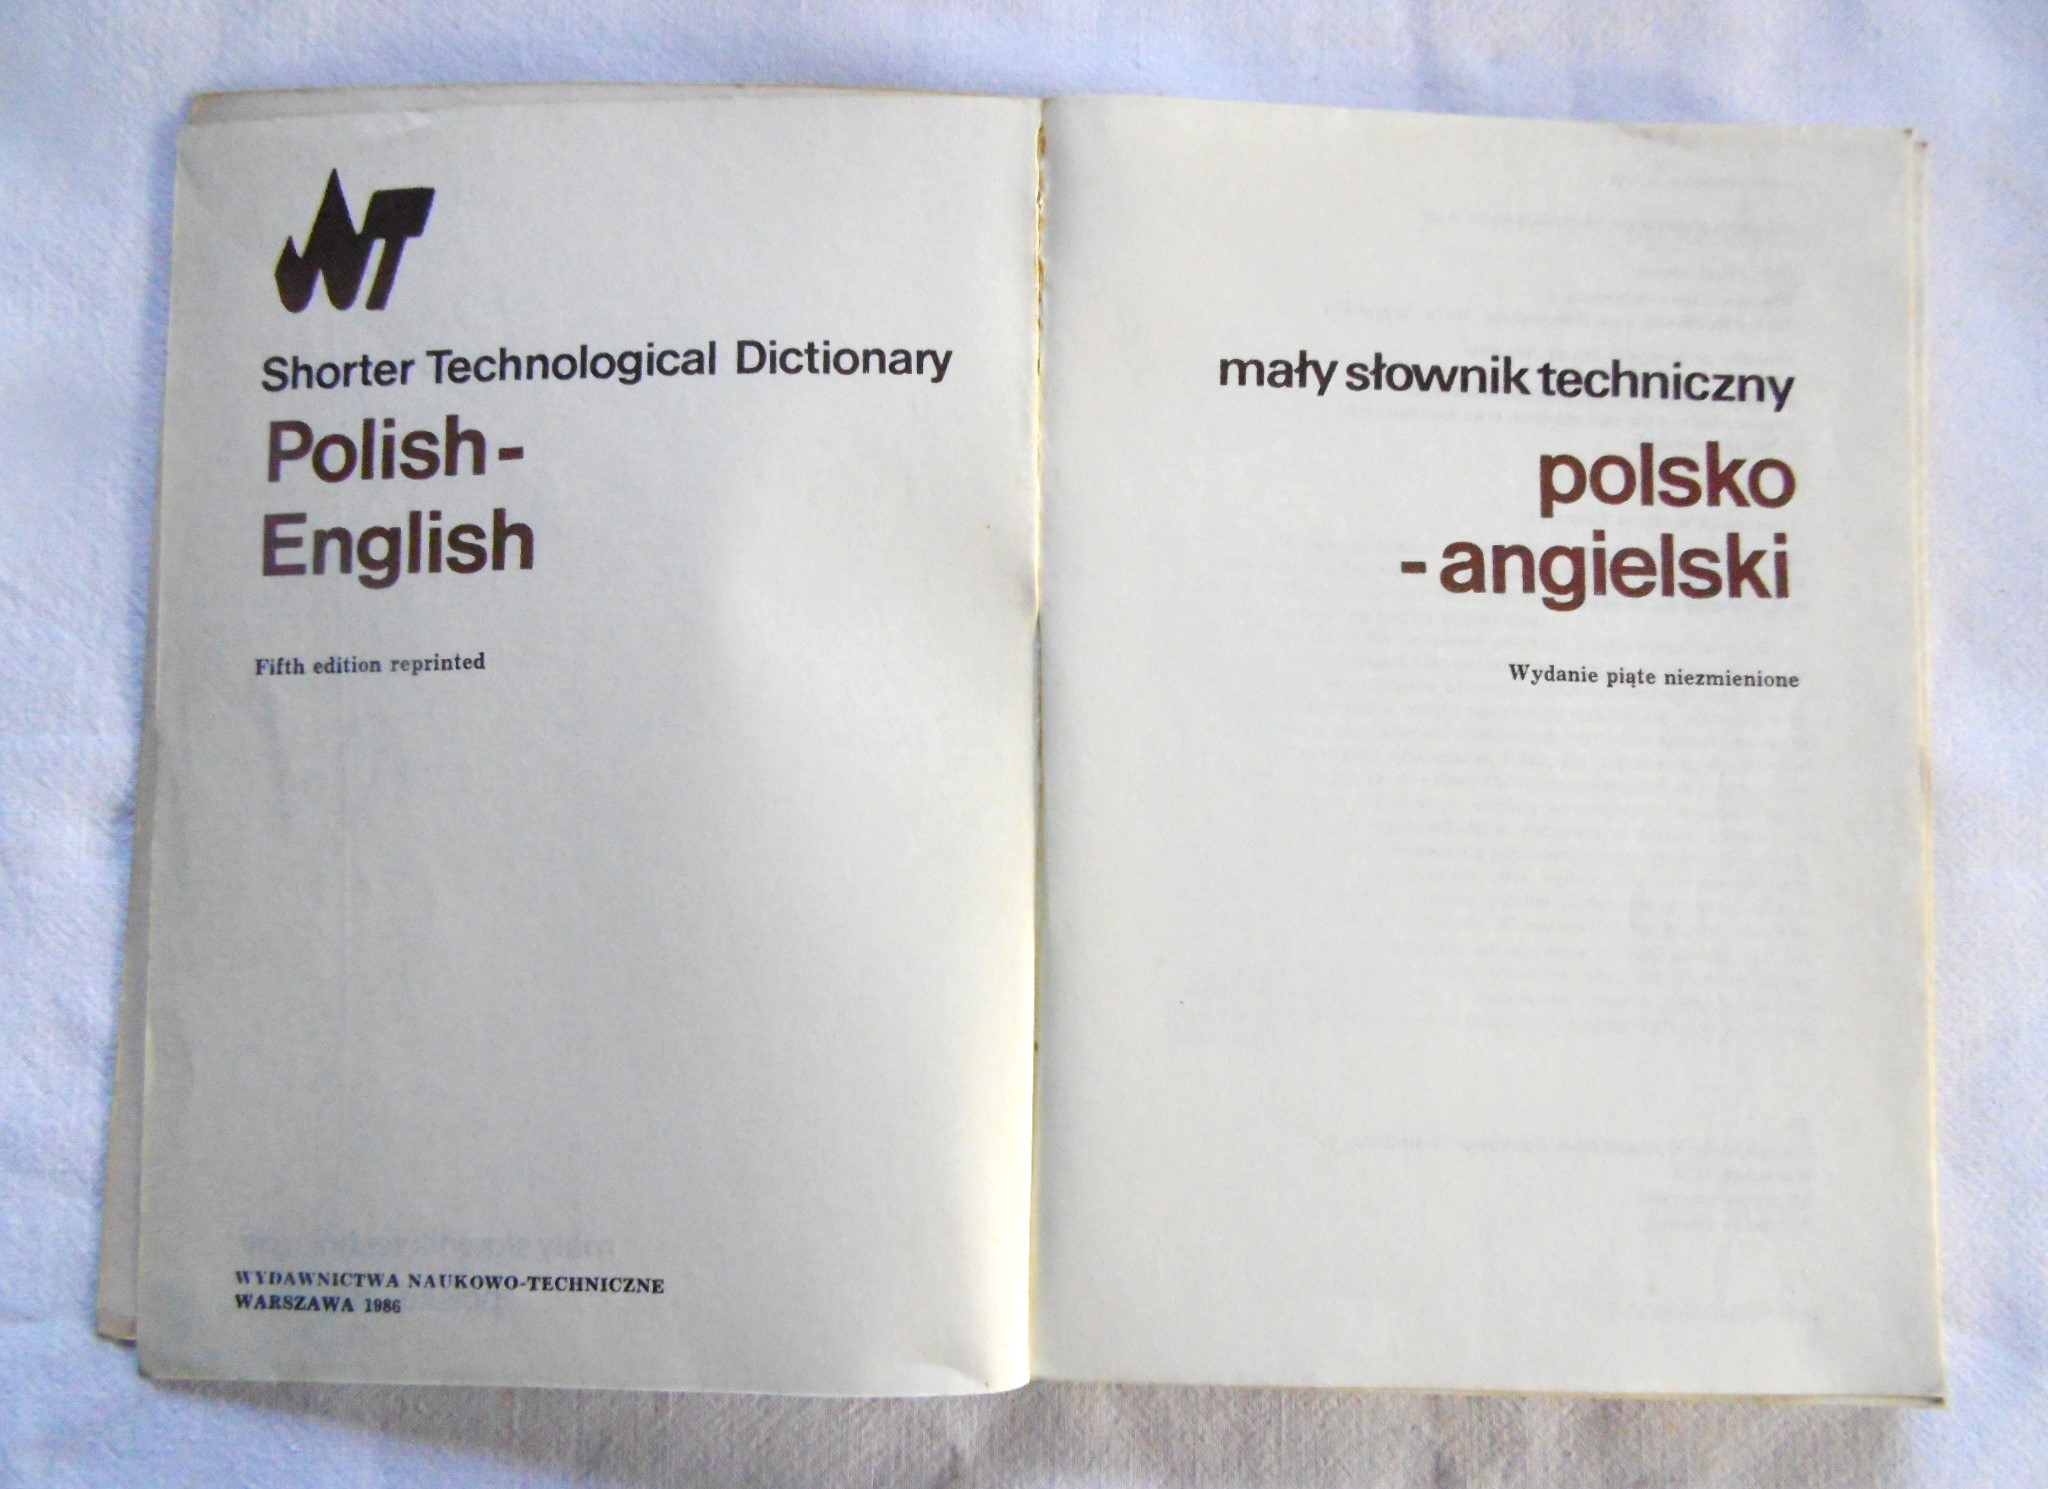 WNT
Shorter Technological Dictionary
Polish-
English
Fifth edition reprinted
WYDAWNICTWA NAUKOWO-TECHNICZNE
WARSZAWA 1986
mały słownik techniczny
polsko
-angielski
Wydanie piąte niezmienione